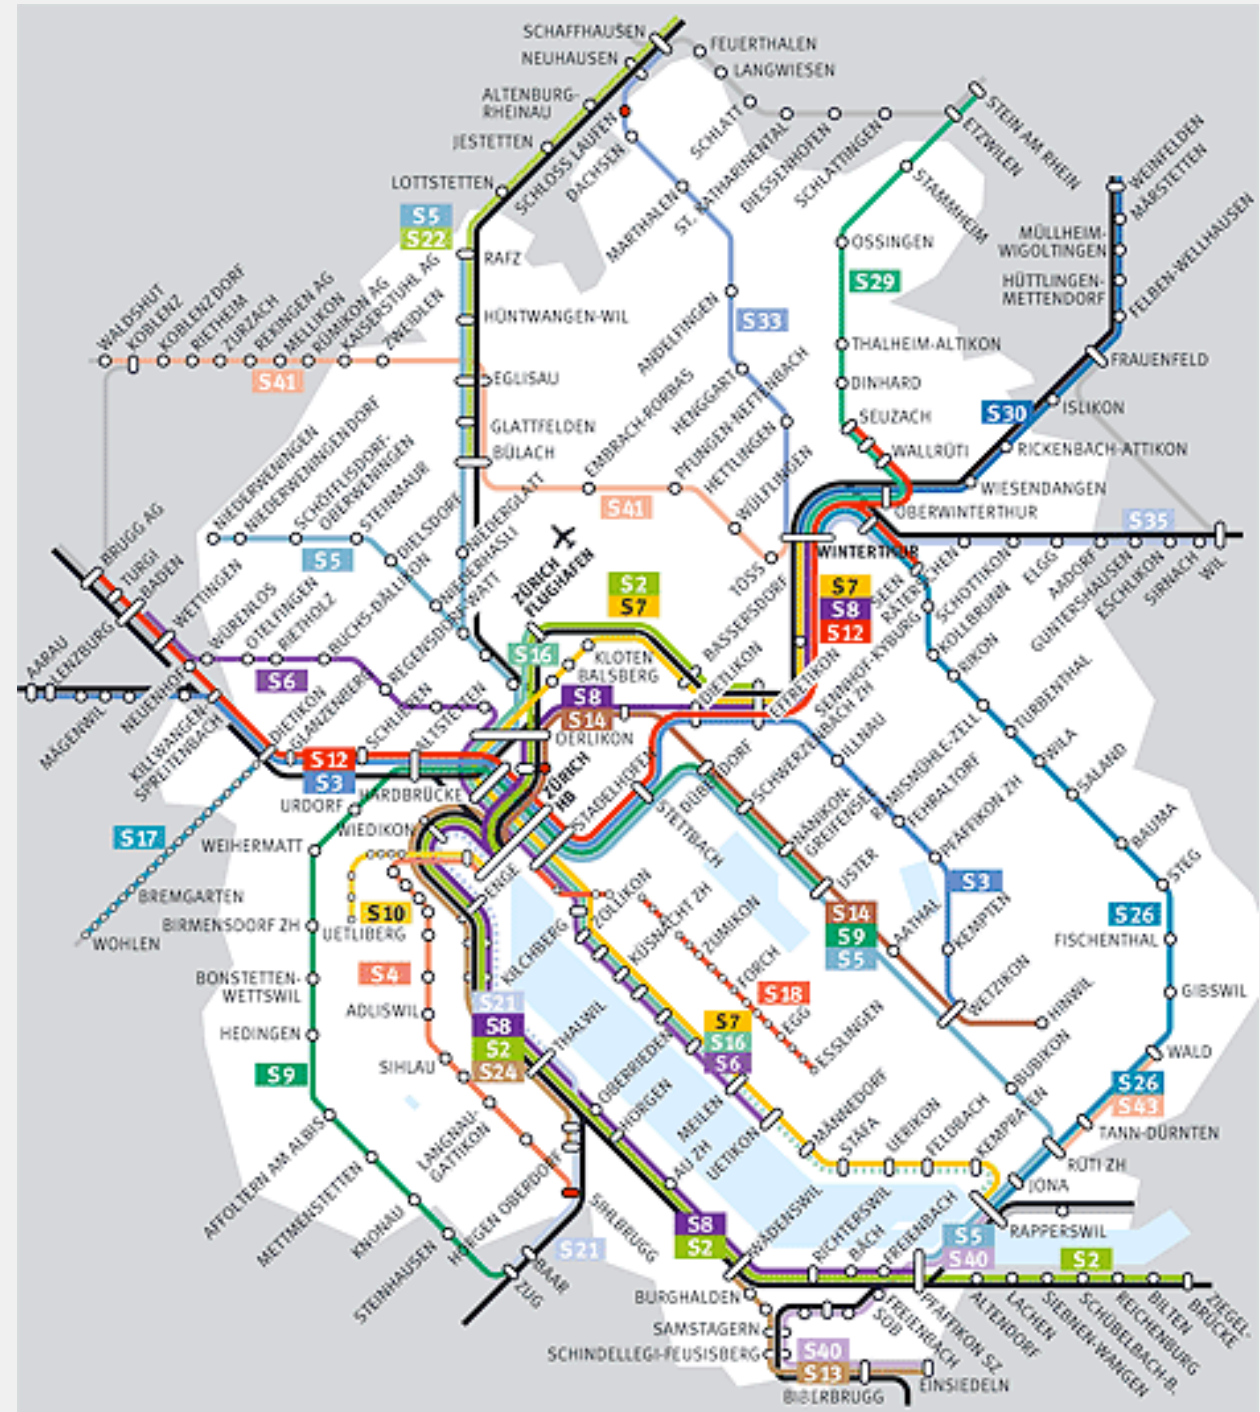 SCHAFFHAUSEN
NEUHAUSEN
ALTENBURG-
RHEINAU
JESTETTEN
LOTTSTETTEN
SCHLOSS LAUFEN
DACHSEN
FEUERTHALEN
LANGWIESEN
SCHLATT
ST. KATHARINENTAL
DIESSENHOFEN
SCHLATTINGEN
STEIN AM RHEIN
ETZWILEN
STAMMHEIM
MARTHALEN
OSSINGEN
S29
WEINFELDEN
MÄRSTETTEN
MÜLLHEIM-
WIGOLTINGEN
HÜTTLINGEN-
METTENDORF
FELBEN-WELLHAUSEN
S5
S22
RAFZ
HÜNTWANGEN-WIL
EGLISAU
GLATTFELDEN
BÜLACH
WALDSHUT
KOBLENZ
KOBLENZ DORF
RIETHEIM
ZURZACH
REKINGEN AG
MELLIKON
RÜMIKON AG
KAISERSTUHL AG
ZWEIDLEN
S41
S33
ANDELFINGEN
HENGGART
HETTLINGEN
THALHEIM-ALTIKON
DINHARD
SEUZACH
WALLRÜTI
FRAUENFELD
ISLIKON
S30
RICKENBACH-ATTIKON
WIESENDANGEN
OBERWINTERTHUR
EMBRACH-RORBAS
PFUNGEN-NEFTENBACH
WÜLFLINGEN
TÖSS
S41
WINTERTHUR
S35
NIEDERWENINGEN
NIEDERWENINGEN DORF
SCHÖFFLISDORF-
OBERWENINGEN
STEINMAUR
DIELSDORF
NIEDERGLATT
NIEDERHASLI
S5
BRUGG AG
TURGI
BADEN
WETTINGEN
WÜRENLOS
OTELFINGEN
RIETHOLZ
BUCHS-DÄLLIKON
REGENSDORF
S6
ZÜRICH
FLUGHAFEN
S2
S7
S16
KLOTEN
BALSBERG
BASSERSDORF
DIETLIKON
EFFRETIKON
S7
S8
S12
SEEN
SCHOTTIKON
ELGG
AADORF
GUNTERSHAUSEN
ESCHLIKON
SIRNACH
WIL
SENNHOF-KYBURG
KOLLBRUNN
RIKON
TURBENTHAL
WILA
SALAND
BAUMA
STEG
S26
FISCHENTHAL
GIBSWIL
WALD
S26
S43
TANN-DÜRNTEN
RÜTI ZH
JONA
RAPPERSWIL
AARAU
LENZBURG
MÄGENWIL
NEUENHOF
KILLWANGEN-
SPREITENBACH
DIETIKON
GLANZENBERG
SCHLIEREN
ALTSTETTEN
S12
S3
S8
S14
OERLIKON
ZÜRICH
HB
HARDBRÜCKE
STADELHOFEN
STETTBACH
DÜBENDORF
SCHWERZENBACH ZH
NÄNIKON-
GREIFENSEE
USTER
AATHAL
WETZIKON
HINWIL
BUBIKON
ILLNAU
FEHRALTORF
RÄMISMÜHLE-ZELL
PFÄFFIKON ZH
S3
KEMPTEN
S14
S9
S5
URDORF
WEIHERMATT
BIRMENSDORF ZH
BONSTETTEN-
WETTSWIL
HEDINGEN
S9
AFFOLTERN AM ALBIS
METTMENSTETTEN
KNONAU
STEINHAUSEN
ZUG
BAAR
S17
BREMGARTEN
WOHLEN
WIEDIKON
ENGE
S10
UETLIBERG
S4
ADLISWIL
SIHLAU
LANGNAU-
GATTIKON
HORGEN OBERDORF
SIHLBRUGG
S21
KILCHBERG
S21
S8
S2
S24
THALWIL
OBERRIEDEN
HORGEN
AU ZH
WÄDENSWIL
S8
S2
RICHTERSWIL
BÄCH
FREIENBACH
ZOLLIKON
KÜSNACHT ZH
ZUMIKON
FORCH
S18
EGG
ESSLINGEN
S7
S16
S6
MEILEN
UETIKON
MÄNNEDORF
STÄFA
UERIKON
FELDBACH
KEMPRATEN
S5
S40
S2
PFÄFFIKON SZ
ALTENDORF
LACHEN
SIEBNEN-WANGEN
SCHÜBELBACH-B.
REICHENBURG
BILTEN
ZIEGEL-
BRÜCKE
BURGHALDEN
SAMSTAGERN
SCHINDELLEGI-FEUSISBERG
FREIENBACH
SOB
S40
S13
BIBERBRUGG
EINSIEDELN